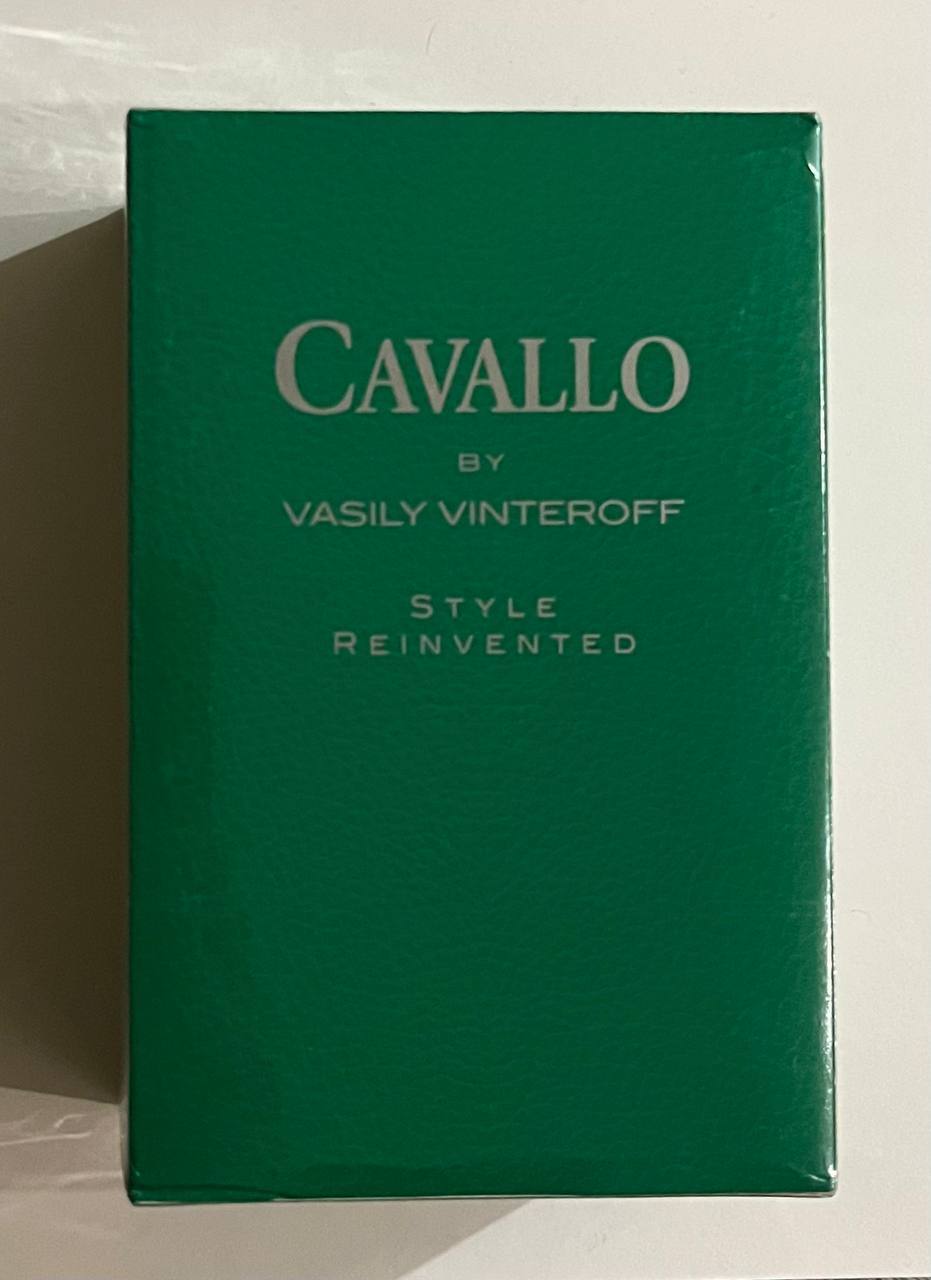 CAVALLO
BY
VASILY VINTEROFF
STYLE
REINVENTED